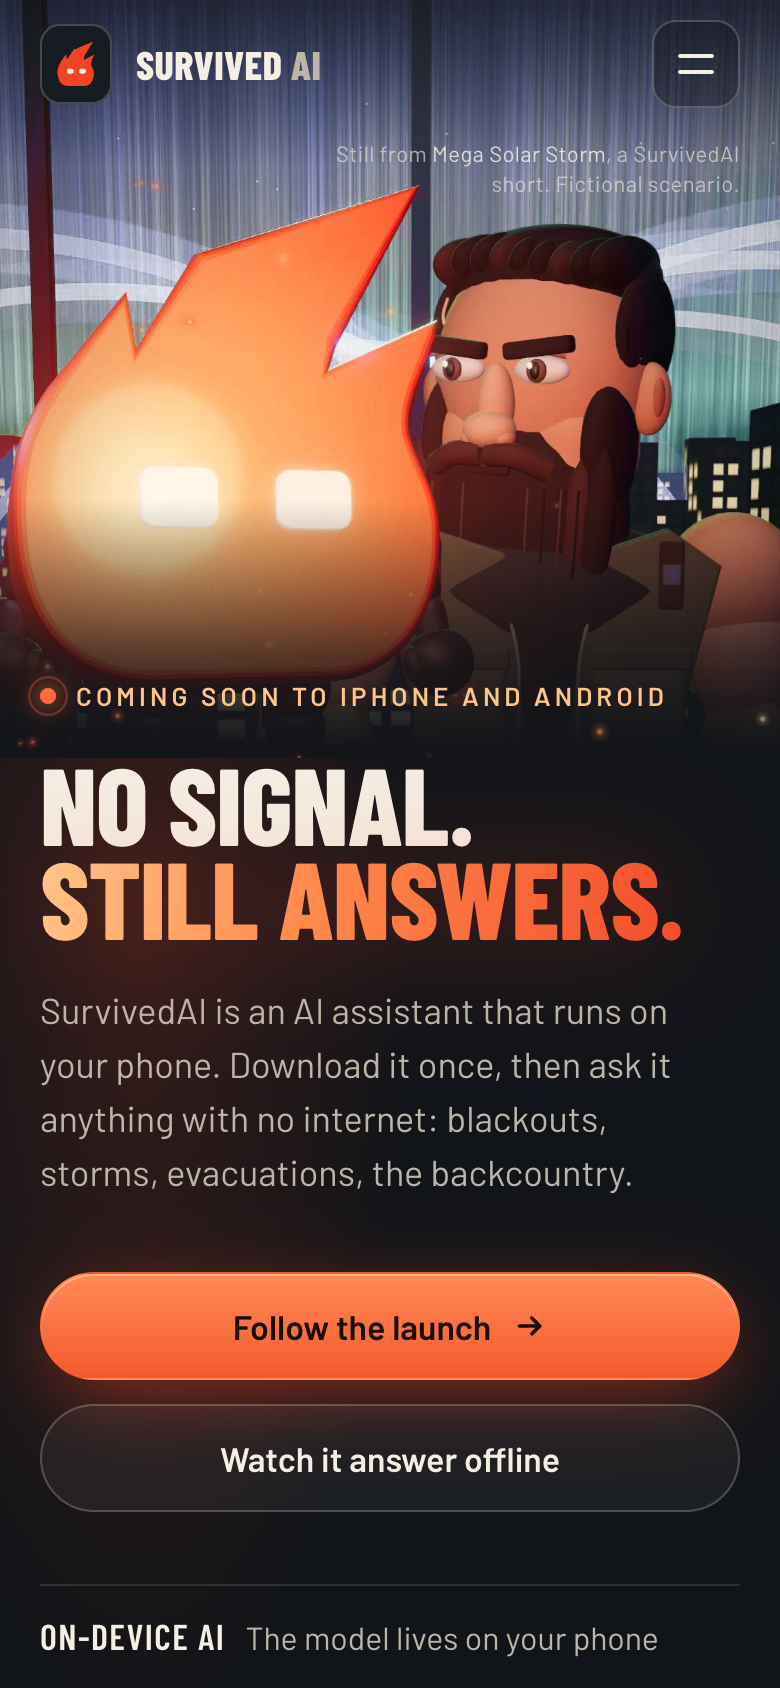 SURVIVED AI
Still from Mega Solar Storm, a SurvivedAI
short. Fictional scenario.
COMING SOON TO IPHONE AND ANDROID
NO SIGNAL.
STILL ANSWERS.
SurvivedAI is an AI assistant that runs on
your phone. Download it once, then ask it
anything with no internet: blackouts,
storms, evacuations, the backcountry.
Follow the launch →
Watch it answer offline
ON-DEVICE AI The model lives on your phone